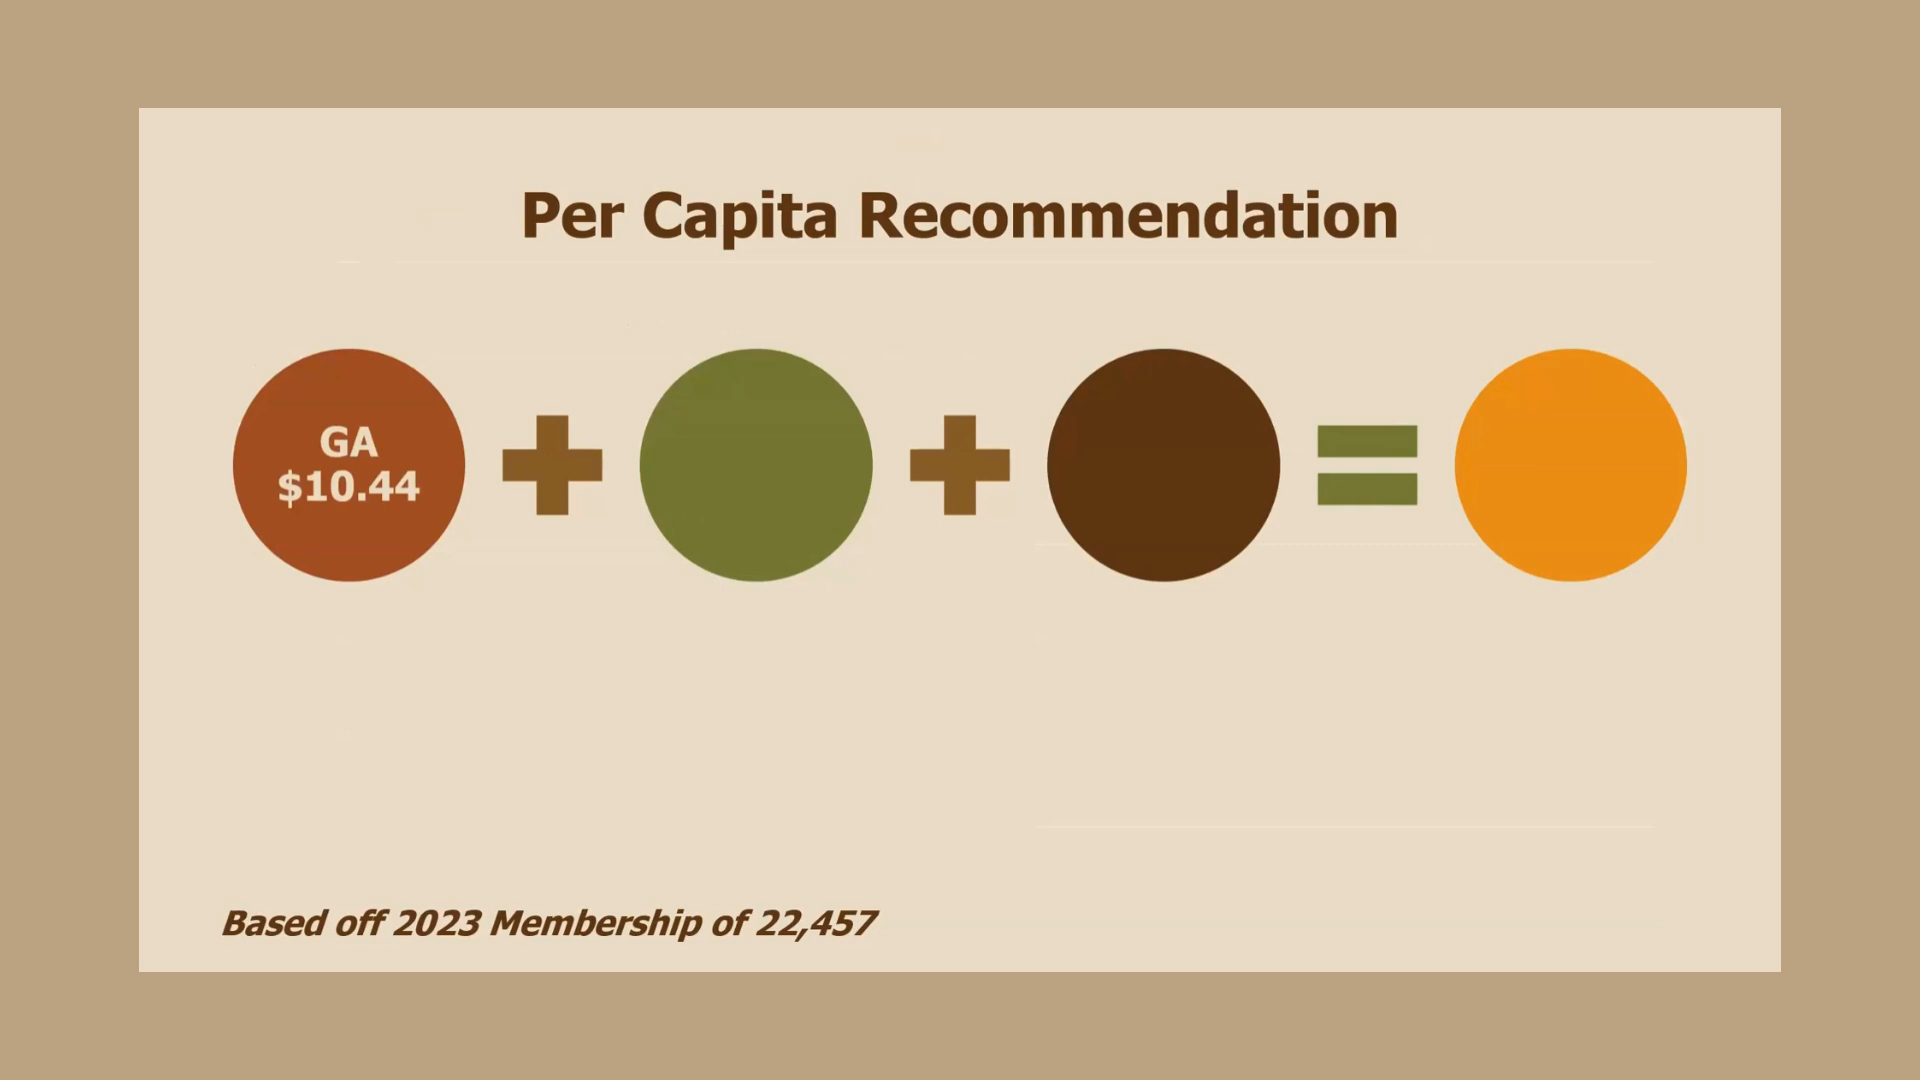 Per Capita Recommendation
GA
$10.44
Based off 2023 Membership of 22,457